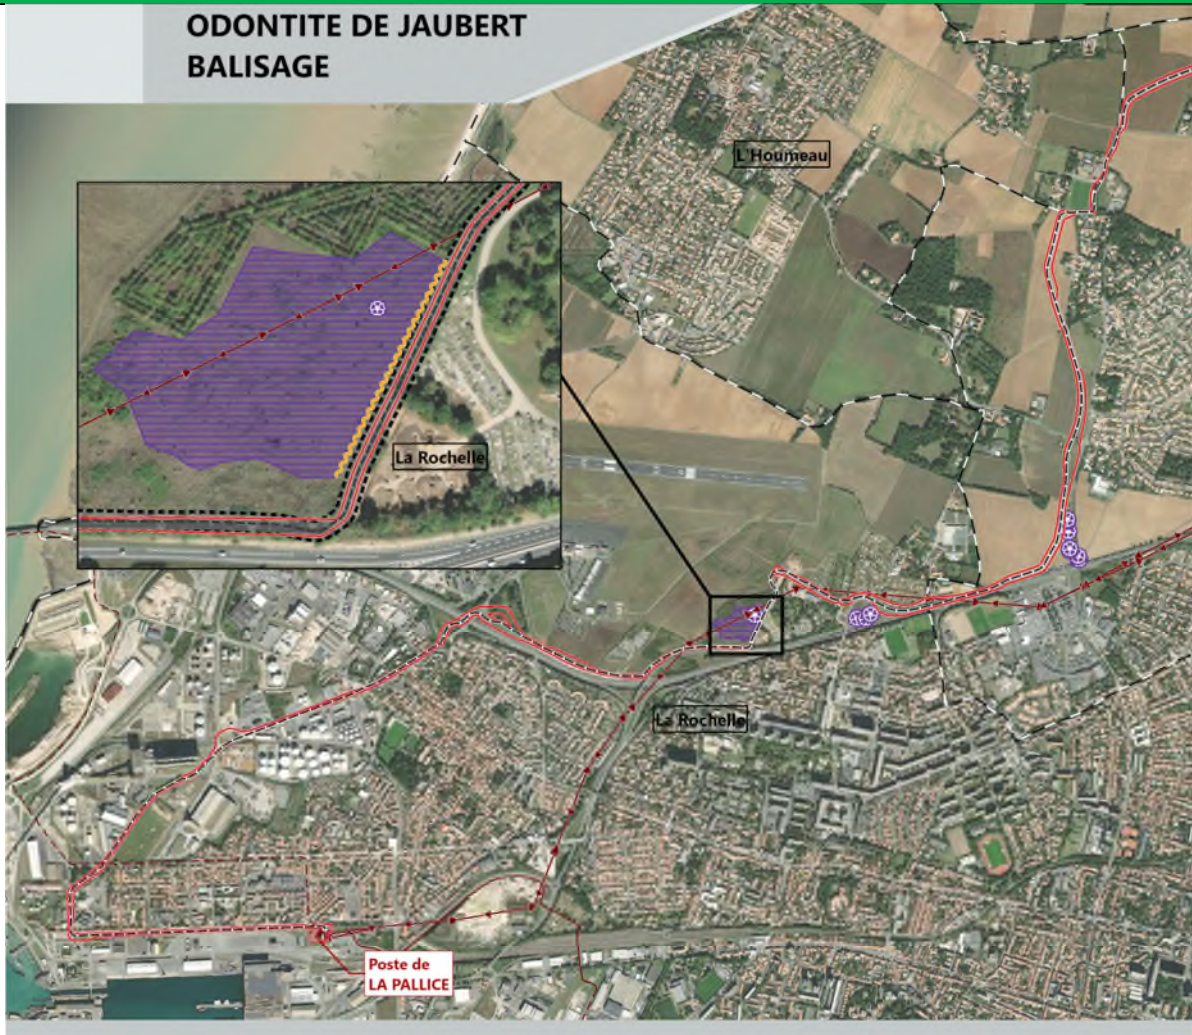 ODONTITE DE JAUBERT
BALISAGE
L'Houmeau
La Rochelle
La Rochelle
Poste de
LA PALLICE